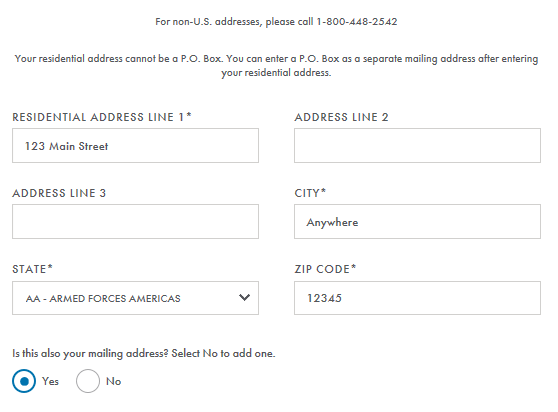 For non-U.S. addresses, please call 1-800-448-2542
Your residential address cannot be a P.O. Box. You can enter a P.O. Box as a separate mailing address after entering
your residential address.
RESIDENTIAL ADDRESS LINE 1*
ADDRESS LINE 2
123 Main Street
ADDRESS LINE 3
CITY*
Anywhere
STATE*
ZIP CODE*
AA - ARMED FORCES AMERICAS
12345
Is this also your mailing address? Select No to add one.
Yes
No